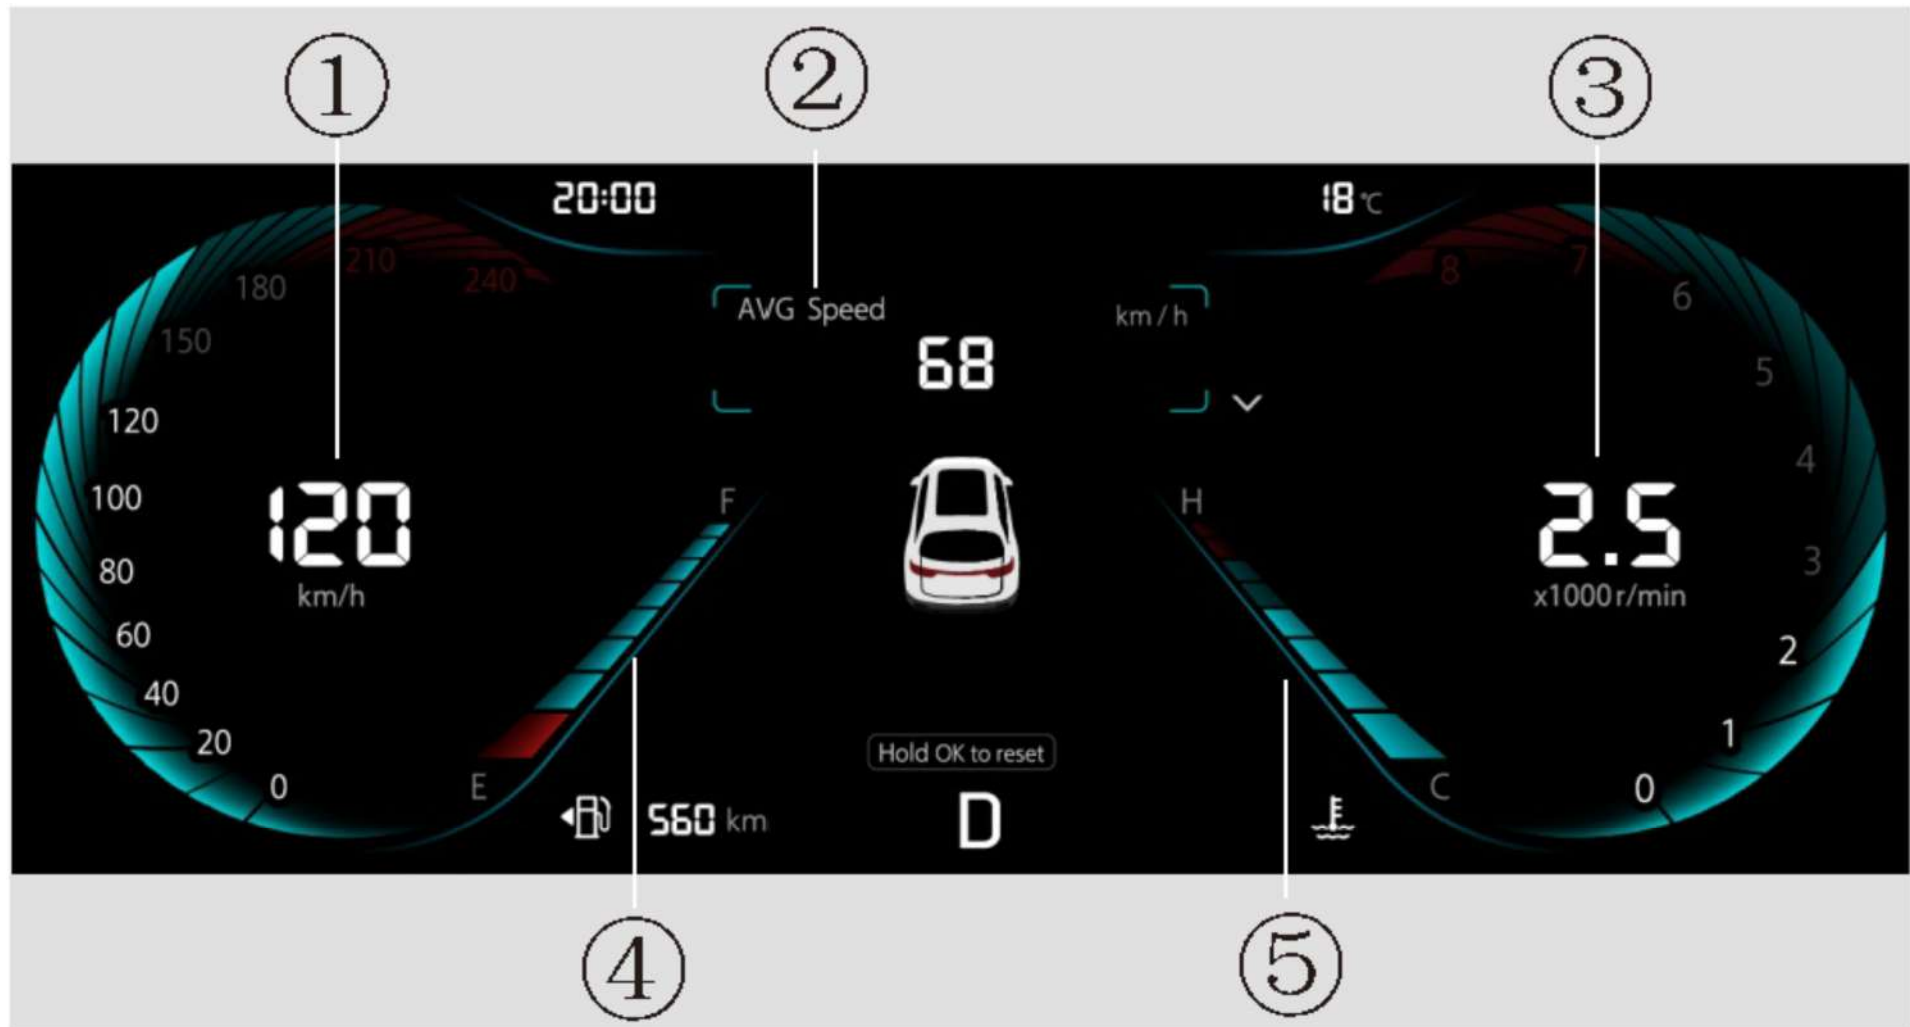 ① ② ③
20:00 18 °C
210
180 240
150
120
100
80
60
40
20
0
120
km/h
AVG Speed km / h
68
8 7
6
5
4
3
2
1
0
2.5
x1000 r/min
F
E
H
C
Hold OK to reset
560 km
D
④ ⑤